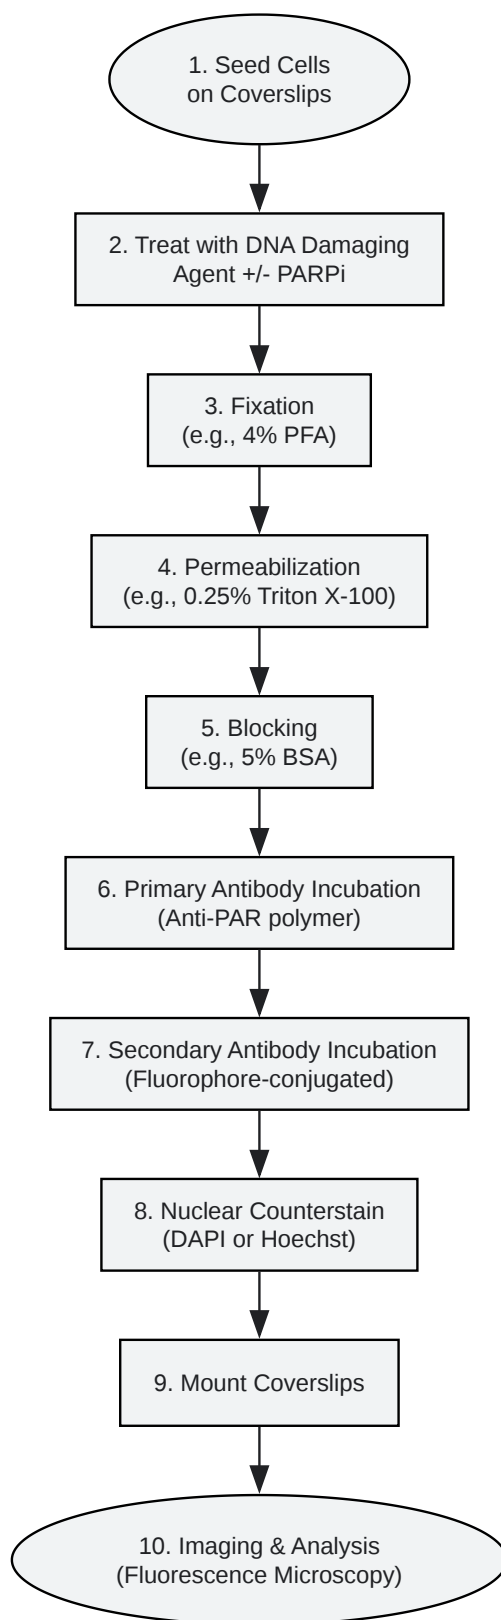 1. Seed Cells
on Coverslips
2. Treat with DNA Damaging
Agent +/- PARPi
3. Fixation
(e.g., 4% PFA)
4. Permeabilization
(e.g., 0.25% Triton X-100)
5. Blocking
(e.g., 5% BSA)
6. Primary Antibody Incubation
(Anti-PAR polymer)
7. Secondary Antibody Incubation
(Fluorophore-conjugated)
8. Nuclear Counterstain
(DAPI or Hoechst)
9. Mount Coverslips
10. Imaging & Analysis
(Fluorescence Microscopy)